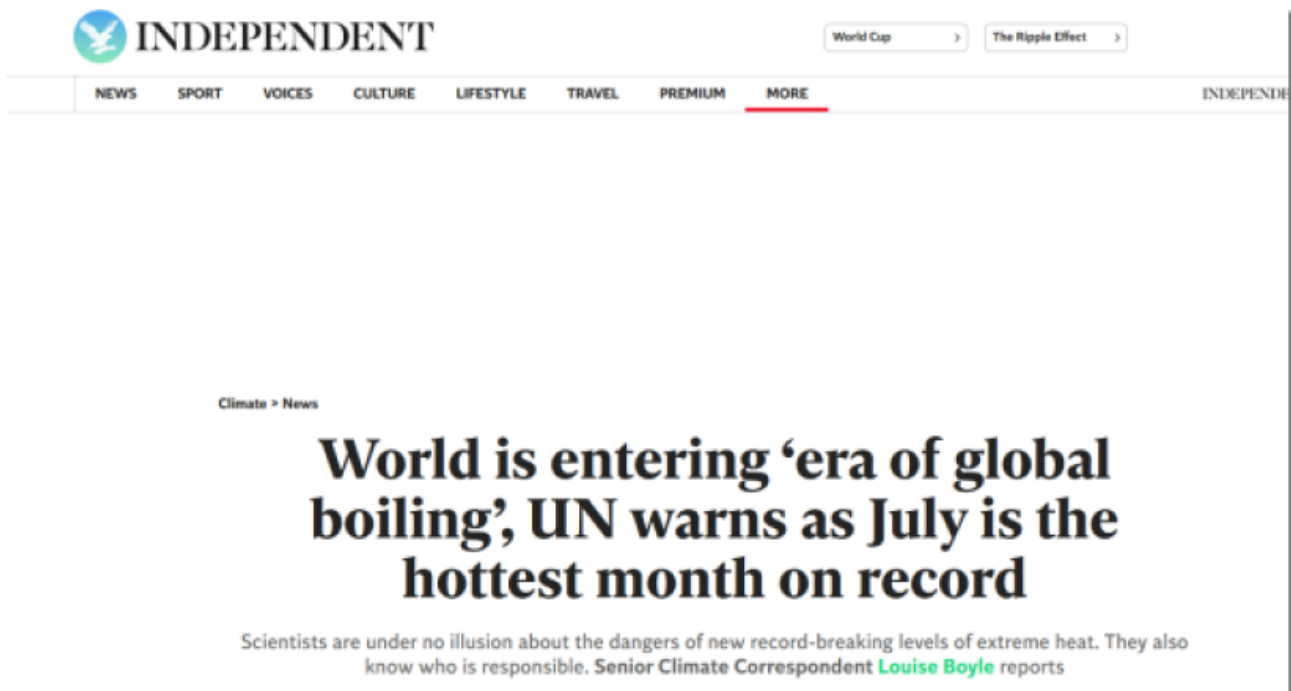 INDEPENDENT
World Cup >
The Ripple Effect >
NEWS SPORT VOICES CULTURE LIFESTYLE TRAVEL PREMIUM MORE
INDEPENDE
Climate > News
World is entering ‘era of global
boiling’, UN warns as July is the
hottest month on record
Scientists are under no illusion about the dangers of new record-breaking levels of extreme heat. They also
know who is responsible. Senior Climate Correspondent Louise Boyle reports